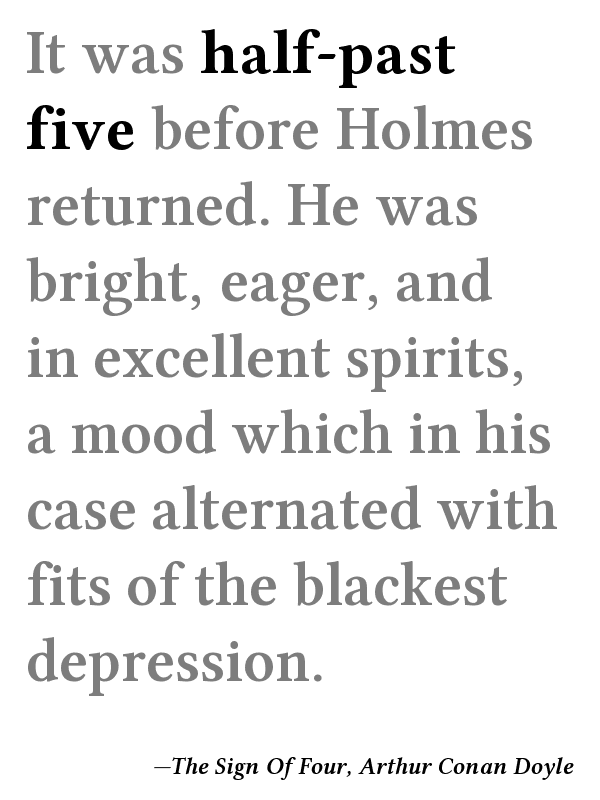 It was half-past
five before Holmes
returned. He was
bright, eager, and
in excellent spirits,
a mood which in his
case alternated with
fits of the blackest
depression.
—The Sign Of Four, Arthur Conan Doyle